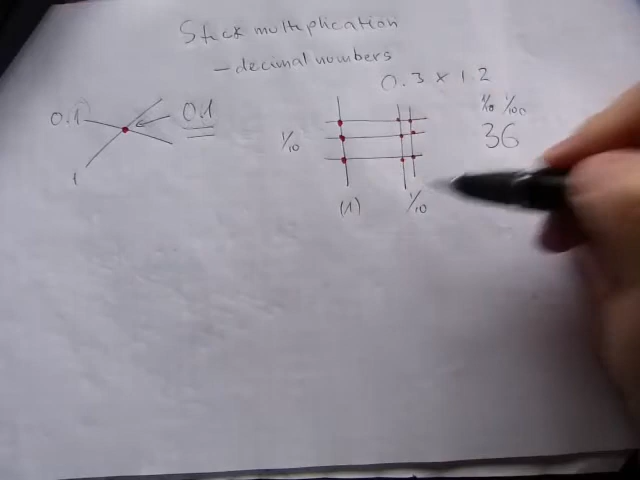 Stick multiplication
- decimal numbers
0.3 x 1.2
0.1 0.1 1/10 1/10 1/100
36
1 (1) 1/10